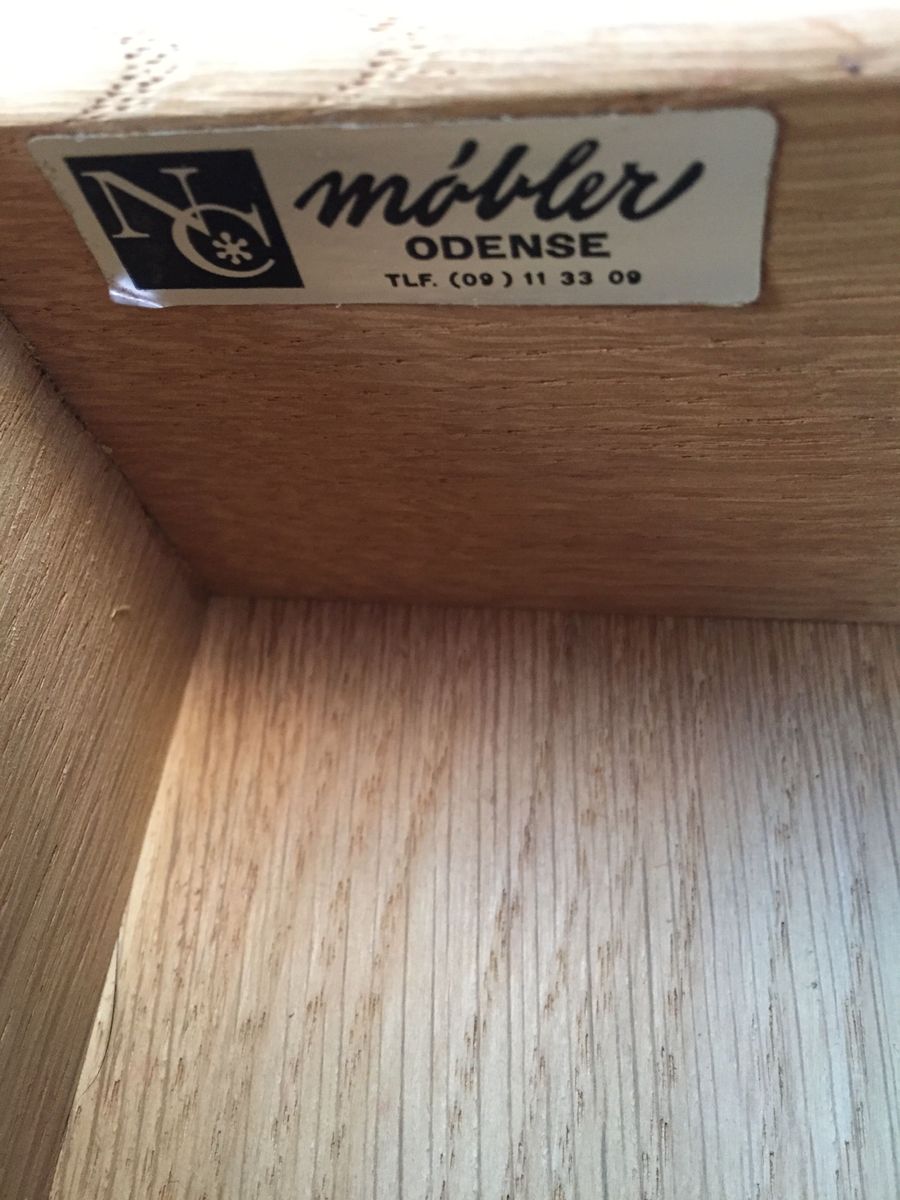 NC
móbler
ODENSE
TLF. (09) 11 33 09